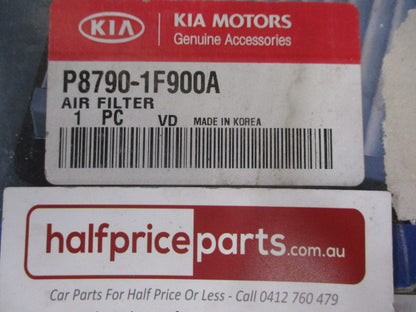 KIA KIA MOTORS
Genuine Accessories
P8790-1F900A
AIR FILTER
1 PC VD MADE IN KOREA
halfpriceparts.com.au
Car Parts For Half Price Or Less - Call 0412 760 479